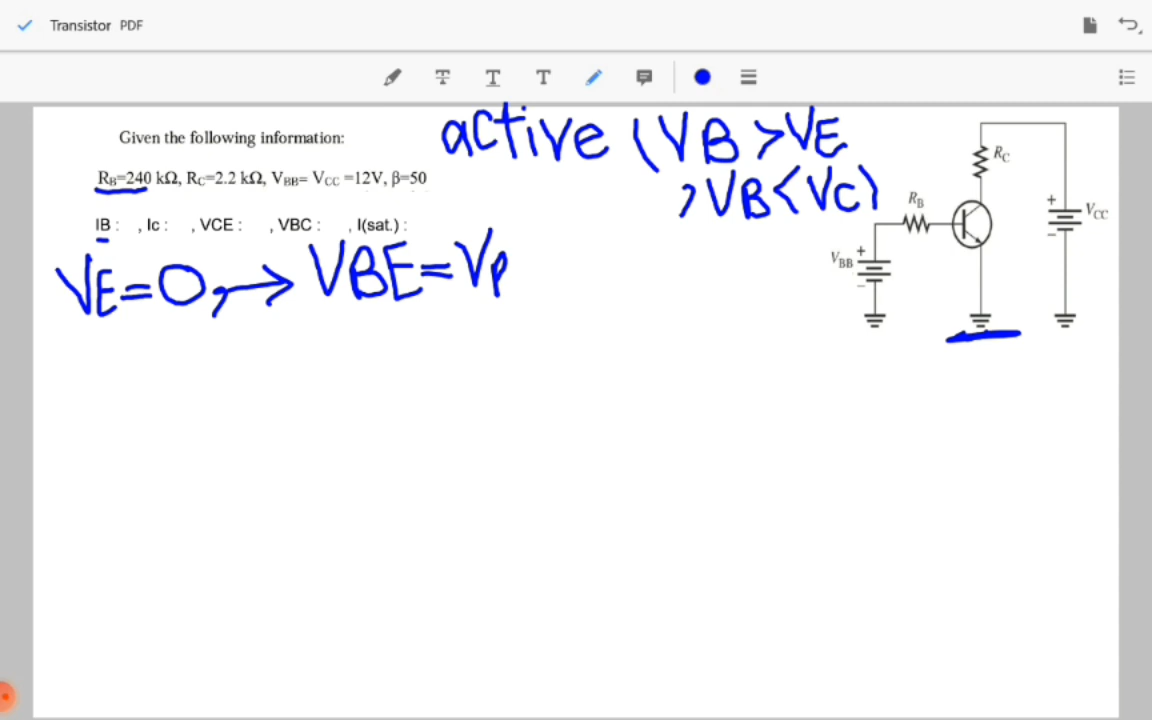 Transistor PDF
Given the following information:
active (VB >VE
RB=240 kΩ, RC=2.2 kΩ, VBB= VCC =12V, β=50
, VB<VC)
IB : , Ic : , VCE : , VBC : , I(sat.) :
VE=0, → VBE=VP
RC
RB
+
VCC
−
+
VBB
−